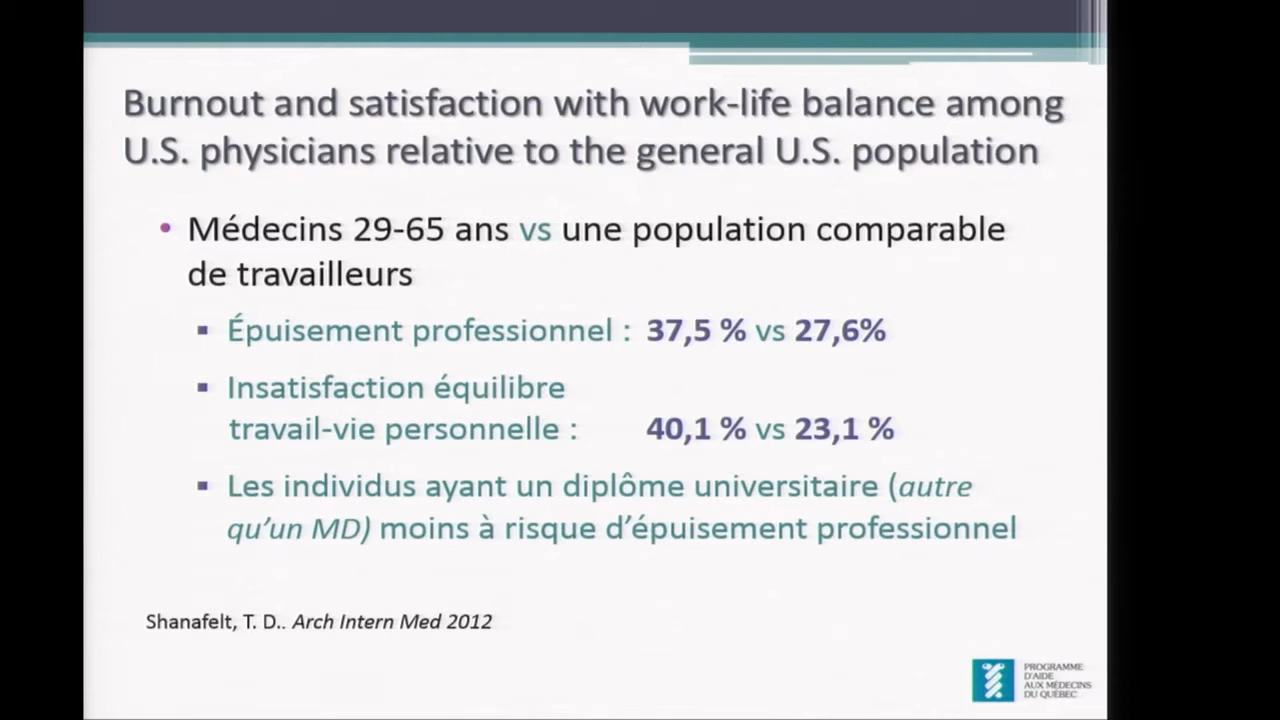 Burnout and satisfaction with work-life balance among
U.S. physicians relative to the general U.S. population
• Médecins 29-65 ans vs une population comparable
de travailleurs
▪ Épuisement professionnel : 37,5 % vs 27,6%
▪ Insatisfaction équilibre
travail-vie personnelle : 40,1 % vs 23,1 %
▪ Les individus ayant un diplôme universitaire (autre
qu’un MD) moins à risque d’épuisement professionnel
Shanafelt, T. D.. Arch Intern Med 2012
PROGRAMME
D'AIDE
AUX MÉDECINS
DU QUÉBEC